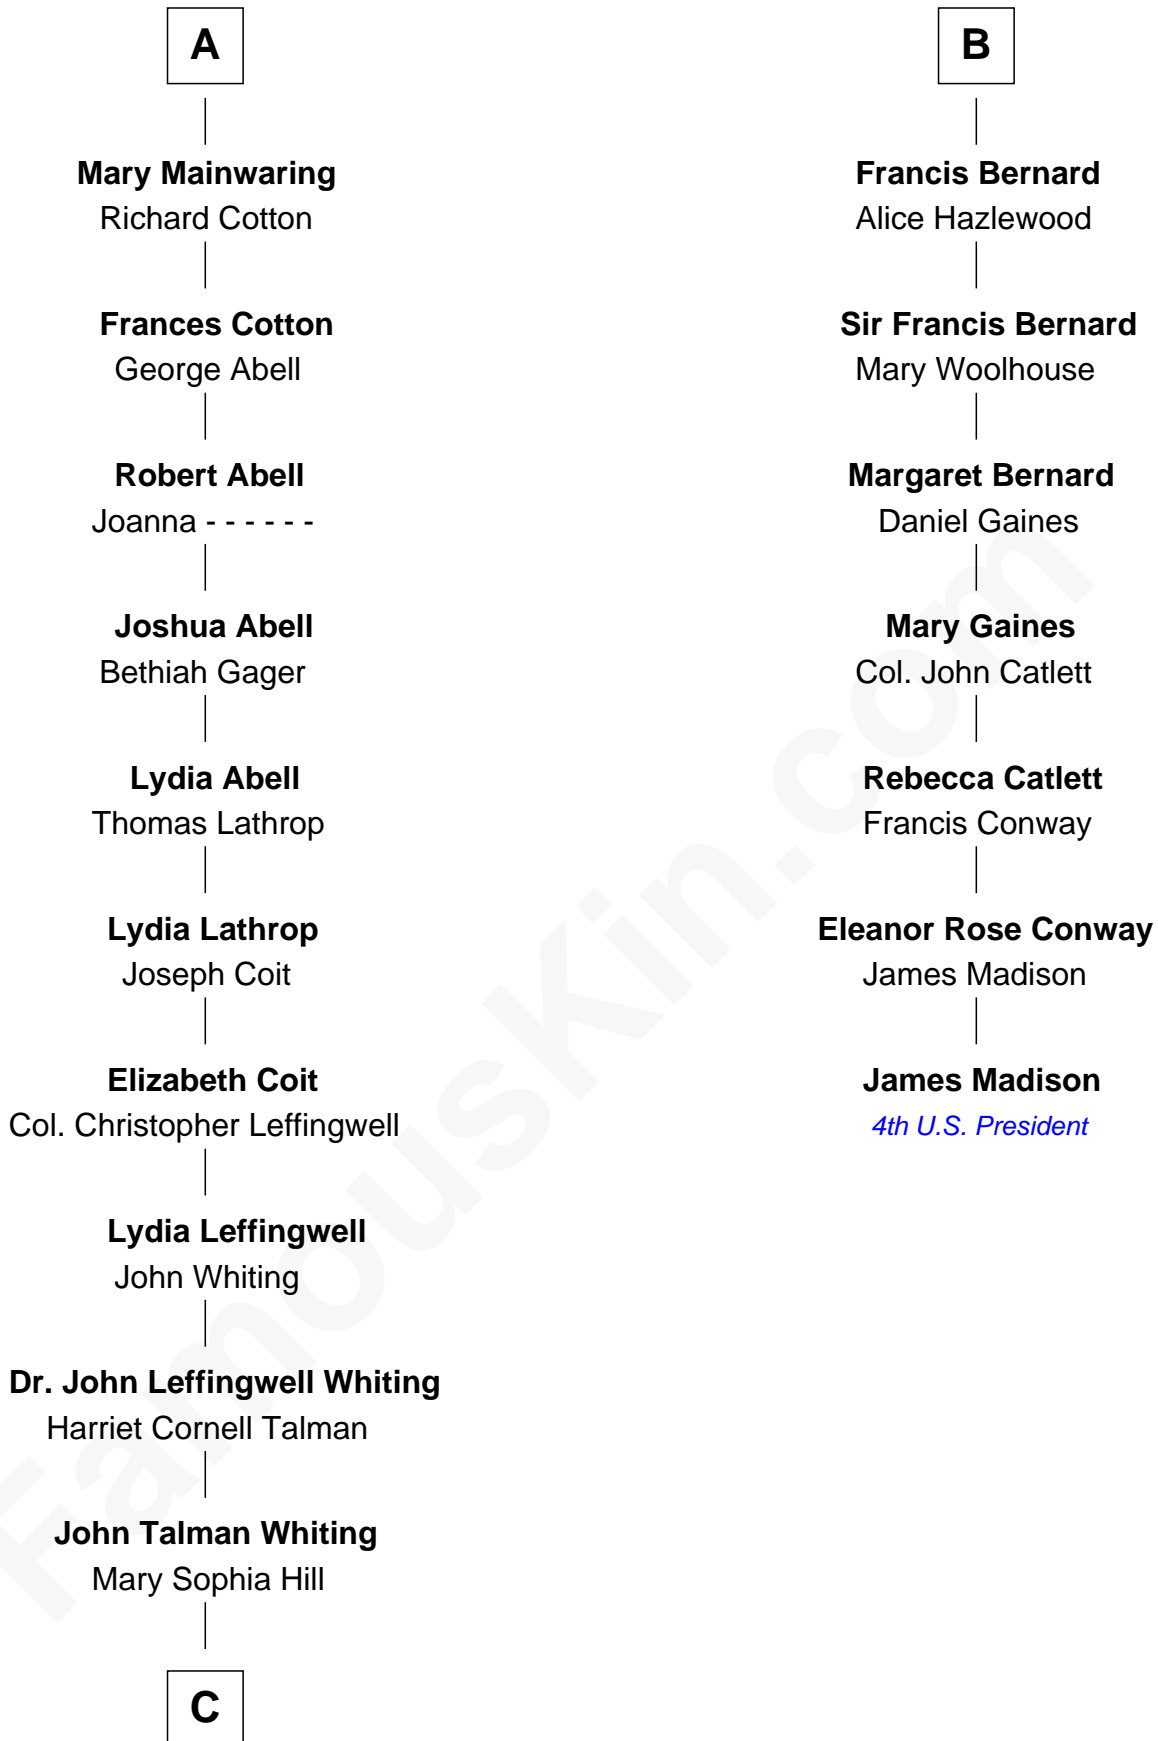 A
Mary Mainwaring
Richard Cotton
Frances Cotton
George Abell
Robert Abell
Joanna - - - - - -
Joshua Abell
Bethiah Gager
Lydia Abell
Thomas Lathrop
Lydia Lathrop
Joseph Coit
Elizabeth Coit
Col. Christopher Leffingwell
Lydia Leffingwell
John Whiting
Dr. John Leffingwell Whiting
Harriet Cornell Talman
John Talman Whiting
Mary Sophia Hill
C
B
Francis Bernard
Alice Hazlewood
Sir Francis Bernard
Mary Woolhouse
Margaret Bernard
Daniel Gaines
Mary Gaines
Col. John Catlett
Rebecca Catlett
Francis Conway
Eleanor Rose Conway
James Madison
James Madison
4th U.S. President
FamousKin.com